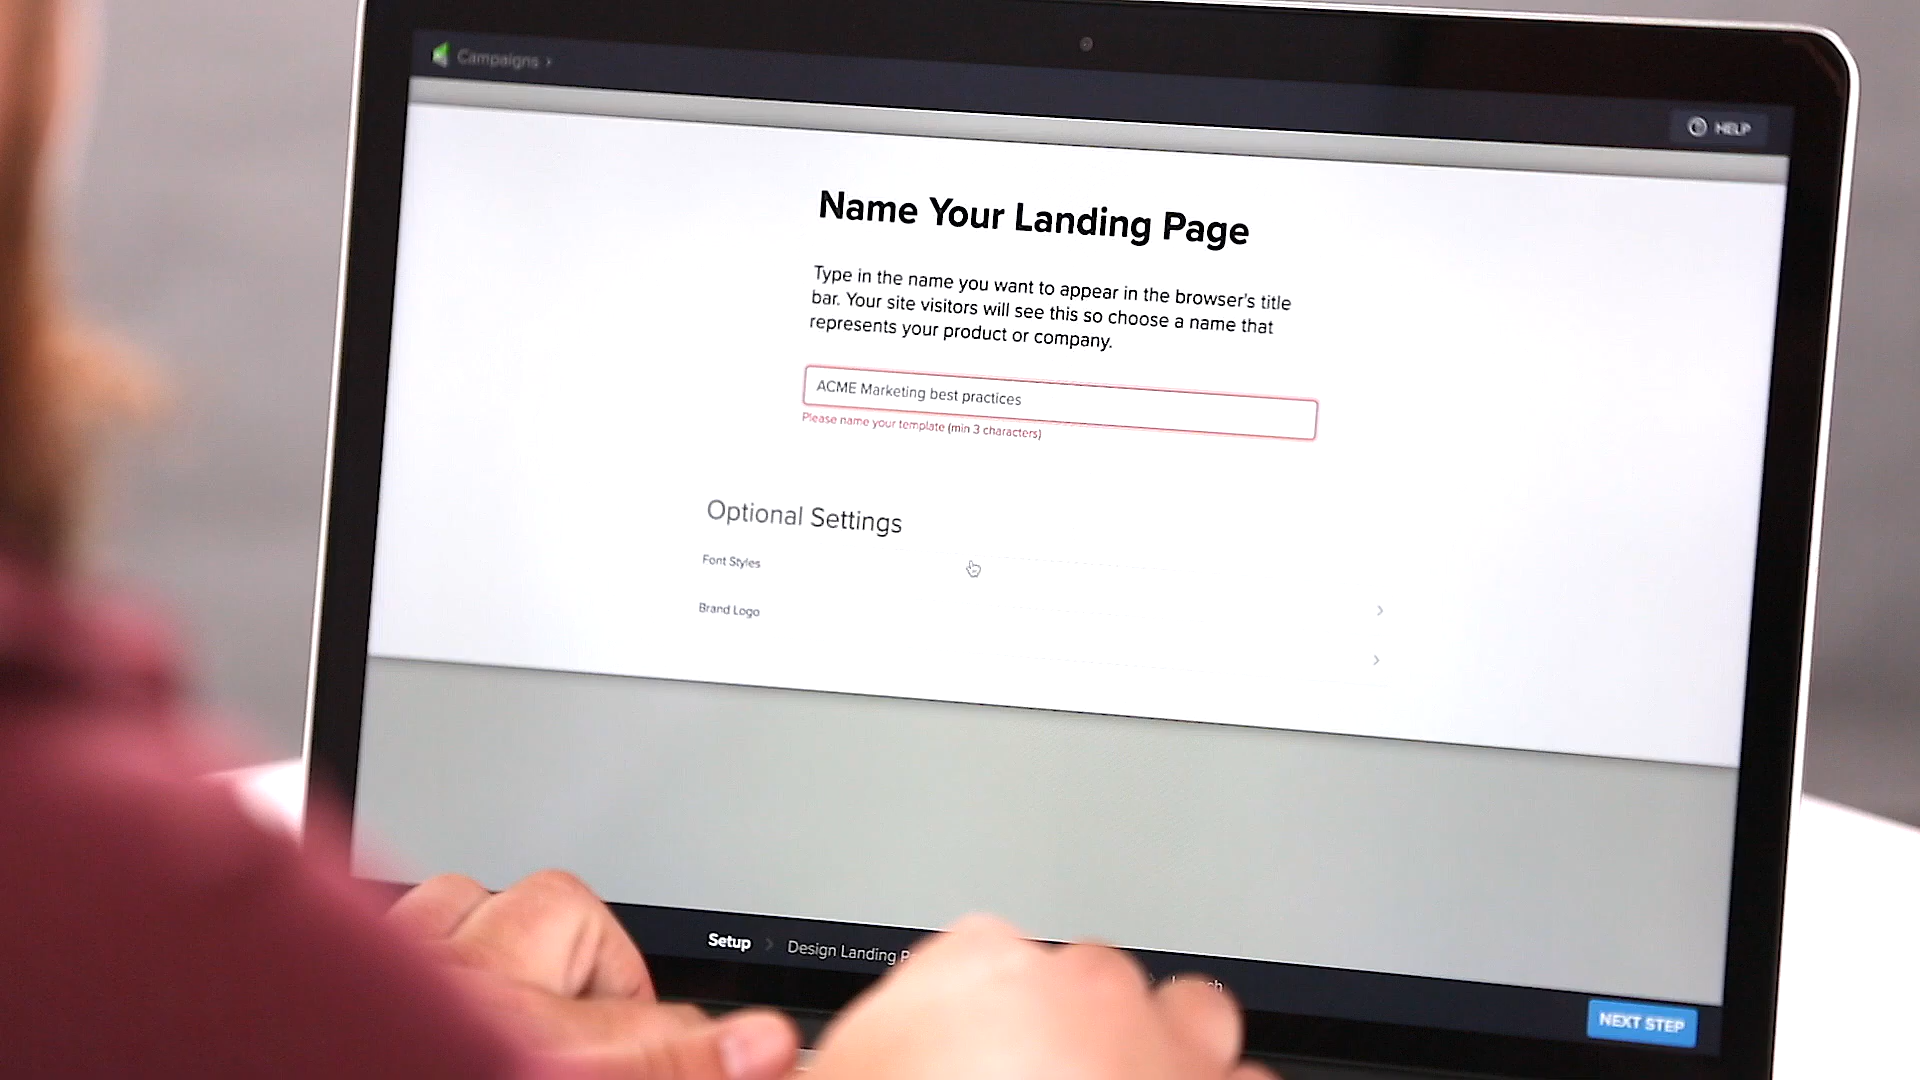 Campaigns >
HELP
Name Your Landing Page
Type in the name you want to appear in the browser's title
bar. Your site visitors will see this so choose a name that
represents your product or company.
ACME Marketing best practices
Please name your template (min 3 characters)
Optional Settings
Font Styles
Brand Logo
Setup > Design Landing
NEXT STEP